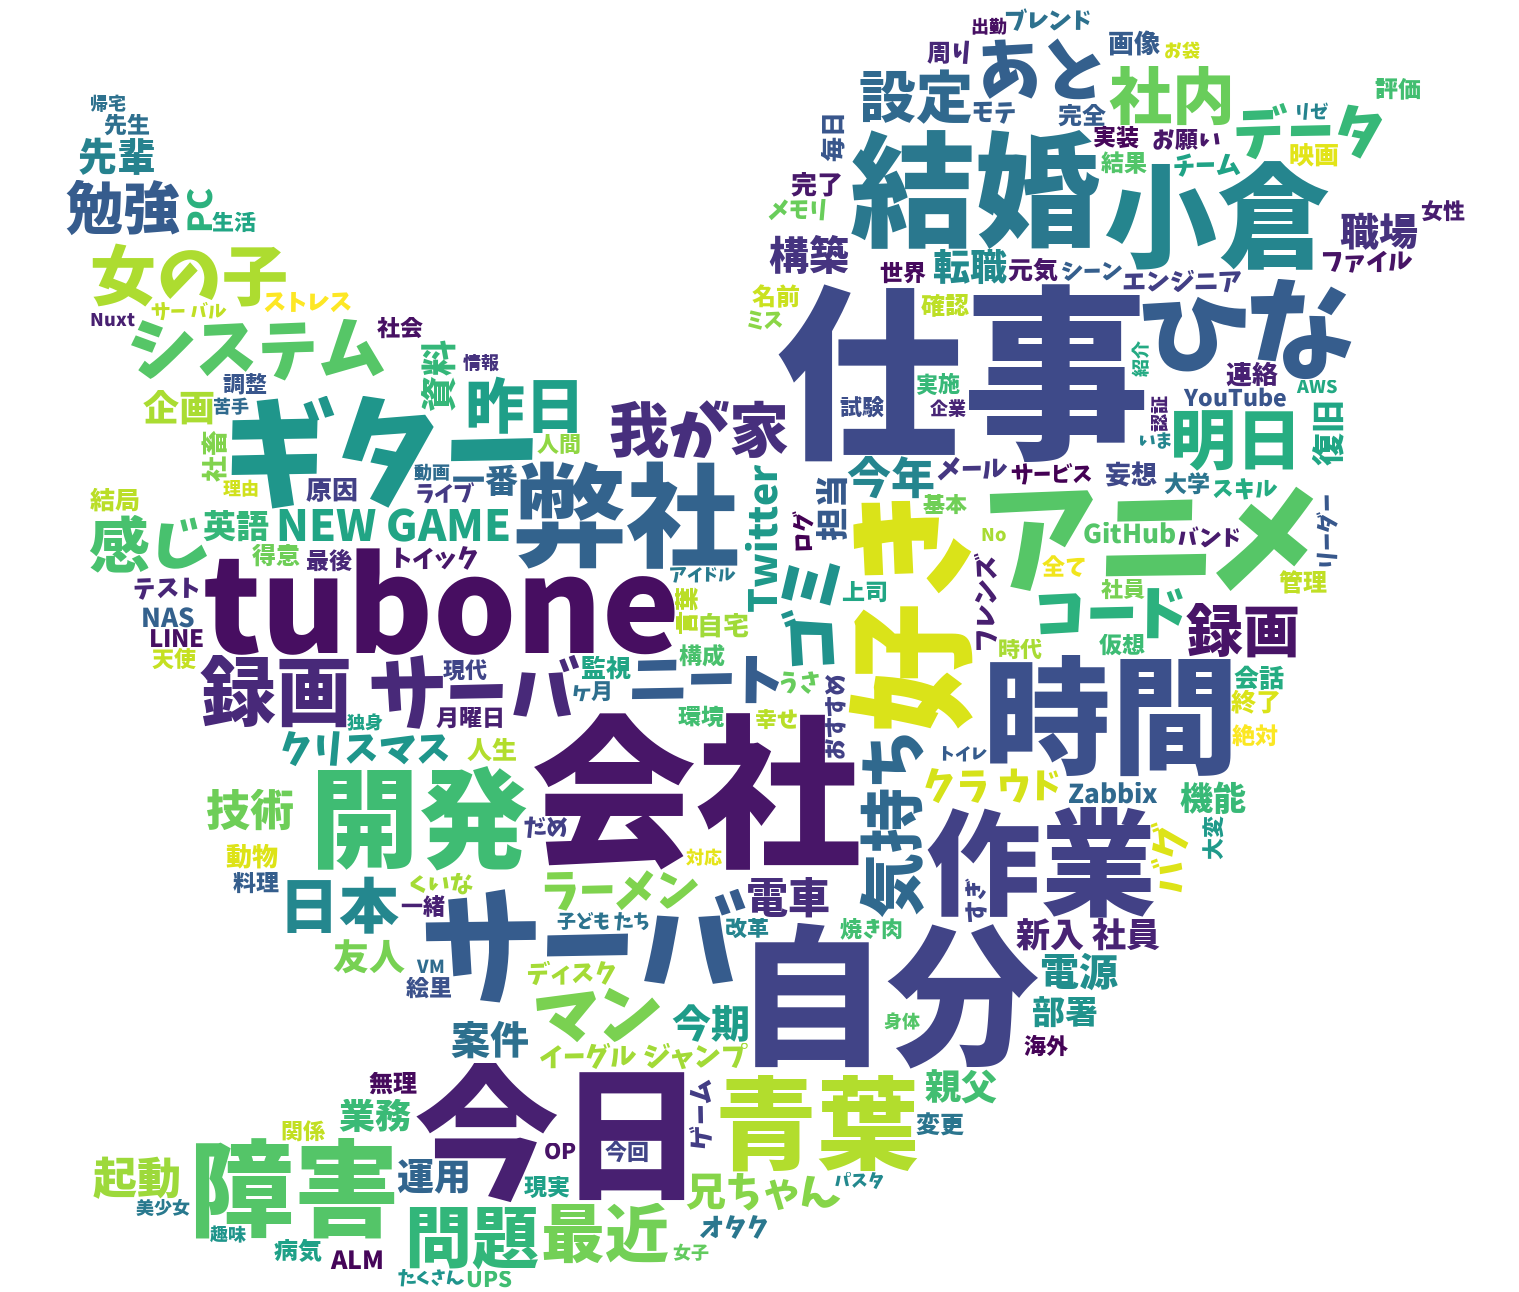 出勤 ブレンド
周り あと 画像 お袋
設定 モテ 完全 社内 評価
帰宅
先生
先輩
毎日 実装 お願い データ リゼ
映画
結婚 結果 チーム
勉強 PC 生活
完了
メモリ
小倉 職場 女性
構築 ファイル
女の子
世界 転職 元気 シーン エンジニア
サーバル ストレス
Nuxt
名前 確認
ミス
システム 社会
仕事 ひな
資料 情報
紹介 連絡
調整
企画 苦手
昨日 実施 AWS
試験 企業 YouTube
ギター 我が家 認証 明日 復旧
いま
社畜 人間
動画 一番
理由 原因 ライブ
今年 メール サービス 妄想 大学 スキル
結局
感じ 英語 NEW GAME 弊社
Twitter 担当 ログ 基本
好き アニメ
No GitHub バンド リーダー
得意 最後 トイック
テスト tubone アイドル
ゴミ 上司 フレンズ 全て 社員 管理
NAS
LINE
天使
言葉 自宅
コード 録画
仮想
時代
録画 サーバ 現代 監視 構成
ケ月 ニート うさ
おすすめ
時間 会話
終了
絶対
独身 月曜日 環境 幸せ
クリスマス 人生
会社 気持ち トイレ
技術 開発 クラウド Zabbix 機能
だめ 対応
作業 バグ 大変
動物
料理
日本 くいな
一緒
ラーメン 電車 すぎ
サーバ 子どもたち 改革 焼き肉 新入社員
友人 VM
絵里
ディスク
自分 電源
マン 今期 身体 部署
案件 イーグルジャンプ 海外
無理
業務 今日 ゲーム 青葉 親父
変更
関係
障害 OP 今回
起動 運用 現実 兄ちゃん パスタ
美少女
趣味 問題 最近 オタク
病気 ALM 女子
たくさん UPS